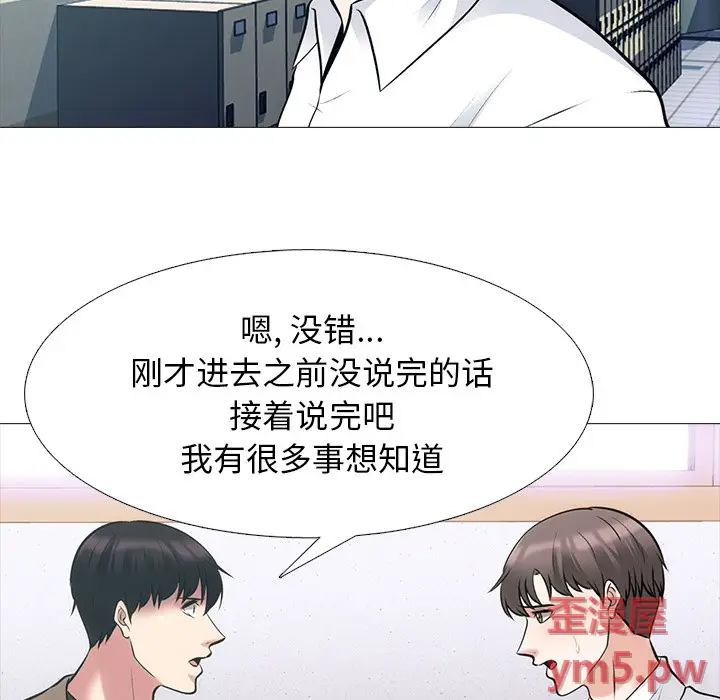 嗯, 没错...
刚才进去之前没说完的话
接着说完吧
我有很多事想知道
歪漫屋
ym5.pw